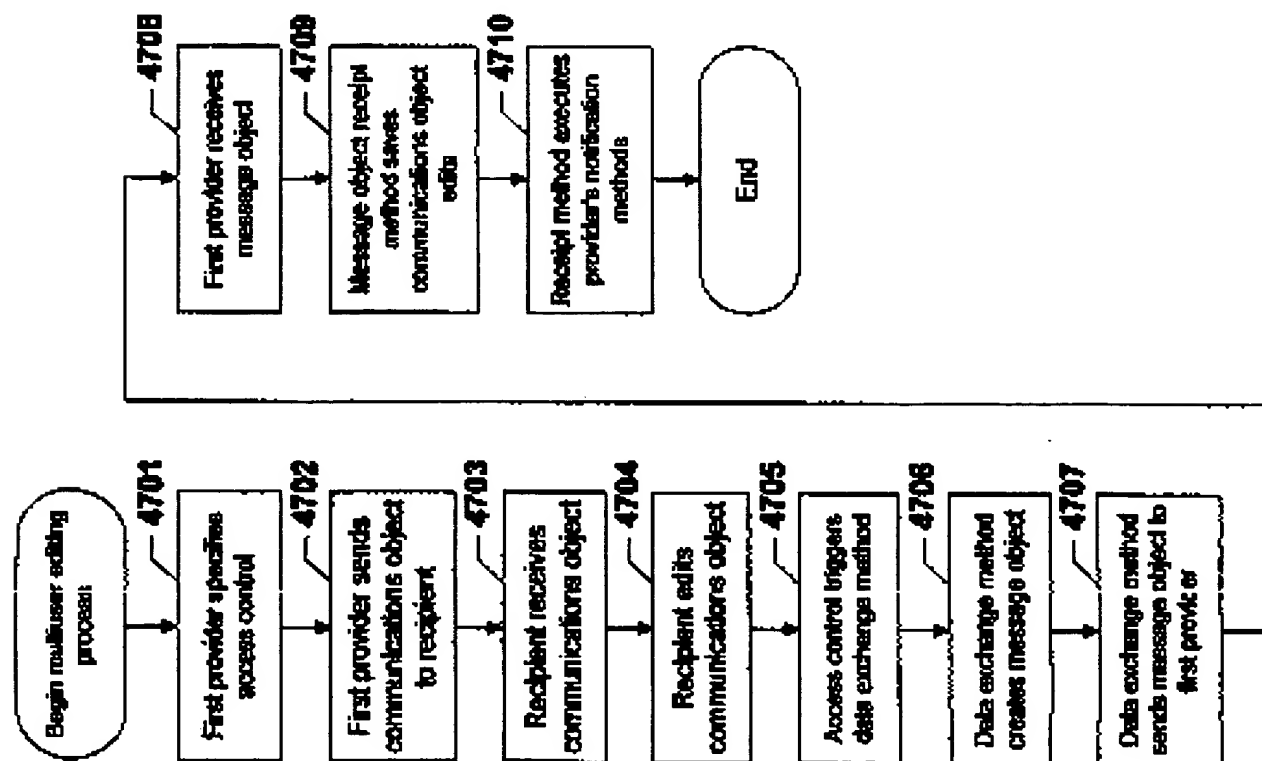 Begin multiuser editing
process
4701
First provider specifies
access control
4702
First provider sends
communications object
to recipient
4703
Recipient receives
communications object
4704
Recipient edits
communications object
4705
Access control triggers
data exchange method
4706
Data exchange method
creates message object
4707
Data exchange method
sends message object to
first provider
4708
First provider receives
message object
4709
Message object receipt
method saves
communications object
edits
4710
Receipt method executes
provider's notification
methods
End